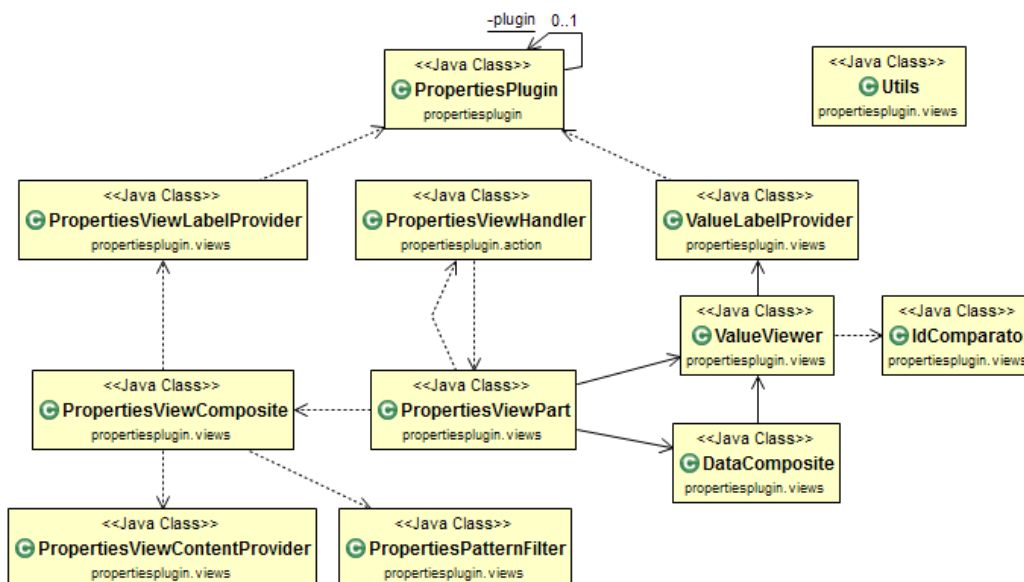 -plugin 0..1
<<Java Class>>
C PropertiesPlugin
propertiesplugin
<<Java Class>>
C Utils
propertiesplugin.views
<<Java Class>>
C PropertiesViewLabelProvider
propertiesplugin.views
<<Java Class>>
C PropertiesViewHandler
propertiesplugin.action
<<Java Class>>
C ValueLabelProvider
propertiesplugin.views
<<Java Class>>
C ValueViewer
propertiesplugin.views
<<Java Class>>
C IdComparato
propertiesplugin.views
<<Java Class>>
C PropertiesViewComposite
propertiesplugin.views
<<Java Class>>
C PropertiesViewPart
propertiesplugin.views
<<Java Class>>
C DataComposite
propertiesplugin.views
<<Java Class>>
C PropertiesViewContentProvider
propertiesplugin.views
<<Java Class>>
C PropertiesPatternFilter
propertiesplugin.views